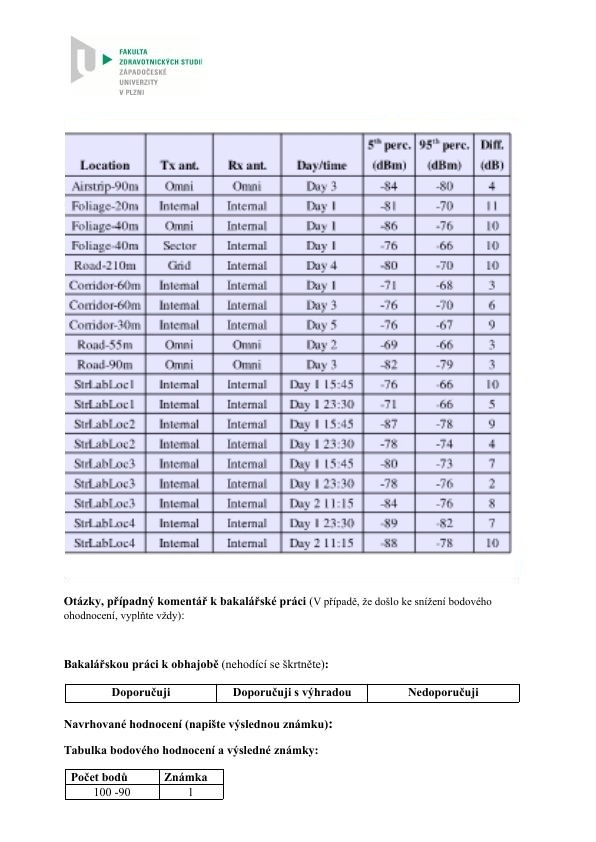 FAKULTA
ZDRAVOTNICKÝCH STUDIÍ
ZÁPADOČESKÉ
UNIVERZITY
V PLZNI
5th perc. 95th perc. Diff.
Location Tx ant. Rx ant. Day/time (dBm) (dBm) (dB)
Airstrip-90m Omni Omni Day 3 -84 -80 4
Foliage-20m Internal Internal Day 1 -81 -70 11
Foliage-40m Omni Internal Day 1 -86 -76 10
Foliage-40m Sector Internal Day 1 -76 -66 10
Road-210m Grid Internal Day 4 -80 -70 10
Corridor-60m Internal Internal Day 1 -71 -68 3
Corridor-60m Internal Internal Day 3 -76 -70 6
Corridor-30m Internal Internal Day 5 -76 -67 9
Road-55m Omni Omni Day 2 -69 -66 3
Road-90m Omni Omni Day 3 -82 -79 3
StrLabLoc1 Internal Internal Day 1 15:45 -76 -66 10
StrLabLoc1 Internal Internal Day 1 23:30 -71 -66 5
StrLabLoc2 Internal Internal Day 1 15:45 -87 -78 9
StrLabLoc2 Internal Internal Day 1 23:30 -78 -74 4
StrLabLoc3 Internal Internal Day 1 15:45 -80 -73 7
StrLabLoc3 Internal Internal Day 1 23:30 -78 -76 2
StrLabLoc3 Internal Internal Day 2 11:15 -84 -76 8
StrLabLoc4 Internal Internal Day 1 23:30 -89 -82 7
StrLabLoc4 Internal Internal Day 2 11:15 -88 -78 10
Otázky, případný komentář k bakalářské práci (V případě, že došlo ke snížení bodového
ohodnocení, vyplňte vždy):
Bakalářskou práci k obhajobě (nehodící se škrtněte):
Doporučuji Doporučuji s výhradou Nedoporučuji
Navrhované hodnocení (napište výslednou známku):
Tabulka bodového hodnocení a výsledné známky:
Počet bodů Známka
100 -90 1